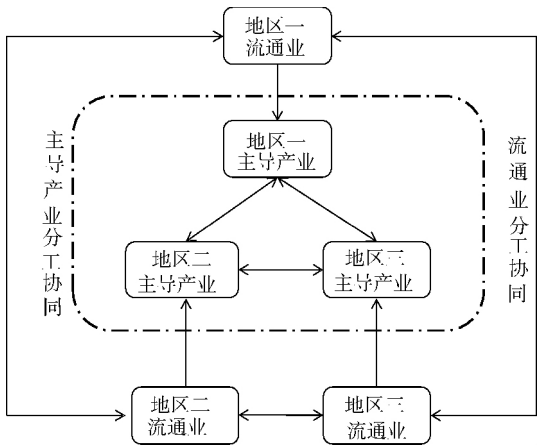 地区一
流通业
地区一
主导产业
主导产业分工协同
流通业分工协同
地区二
主导产业
地区三
主导产业
地区二
流通业
地区三
流通业